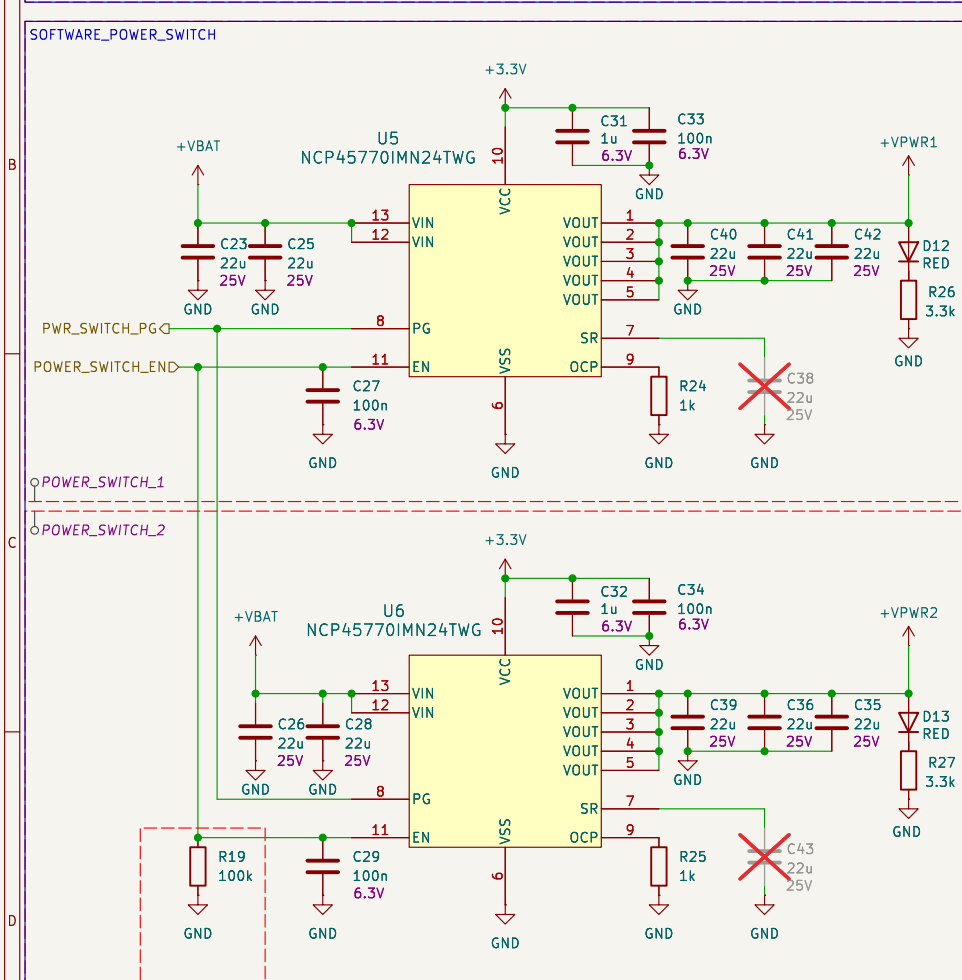 SOFTWARE_POWER_SWITCH
+3.3V
C31
1u
6.3V
C33
100n
6.3V
GND
U5
NCP45770IMN24TWG
+VBAT
+VPWR1
B
10
VCC
13
VIN
12
VIN
VOUT
1
VOUT
2
VOUT
3
VOUT
4
VOUT
5
C23
22u
25V
C25
22u
25V
GND
GND
C40
22u
25V
C41
22u
25V
C42
22u
25V
GND
D12
RED
R26
3.3k
GND
PWR_SWITCH_PG
8
PG
SR
7
POWER_SWITCH_EN
11
EN
VSS
OCP
9
6
C27
100n
6.3V
GND
GND
R24
1k
GND
C38
22u
25V
GND
POWER_SWITCH_1
POWER_SWITCH_2
C
+3.3V
C32
1u
6.3V
C34
100n
6.3V
GND
U6
NCP45770IMN24TWG
+VBAT
+VPWR2
10
VCC
13
VIN
12
VIN
VOUT
1
VOUT
2
VOUT
3
VOUT
4
VOUT
5
C26
22u
25V
C28
22u
25V
GND
GND
C39
22u
25V
C36
22u
25V
C35
22u
25V
GND
D13
RED
R27
3.3k
GND
8
PG
SR
7
11
EN
VSS
OCP
9
6
R19
100k
GND
C29
100n
6.3V
GND
GND
R25
1k
GND
C43
22u
25V
GND
D